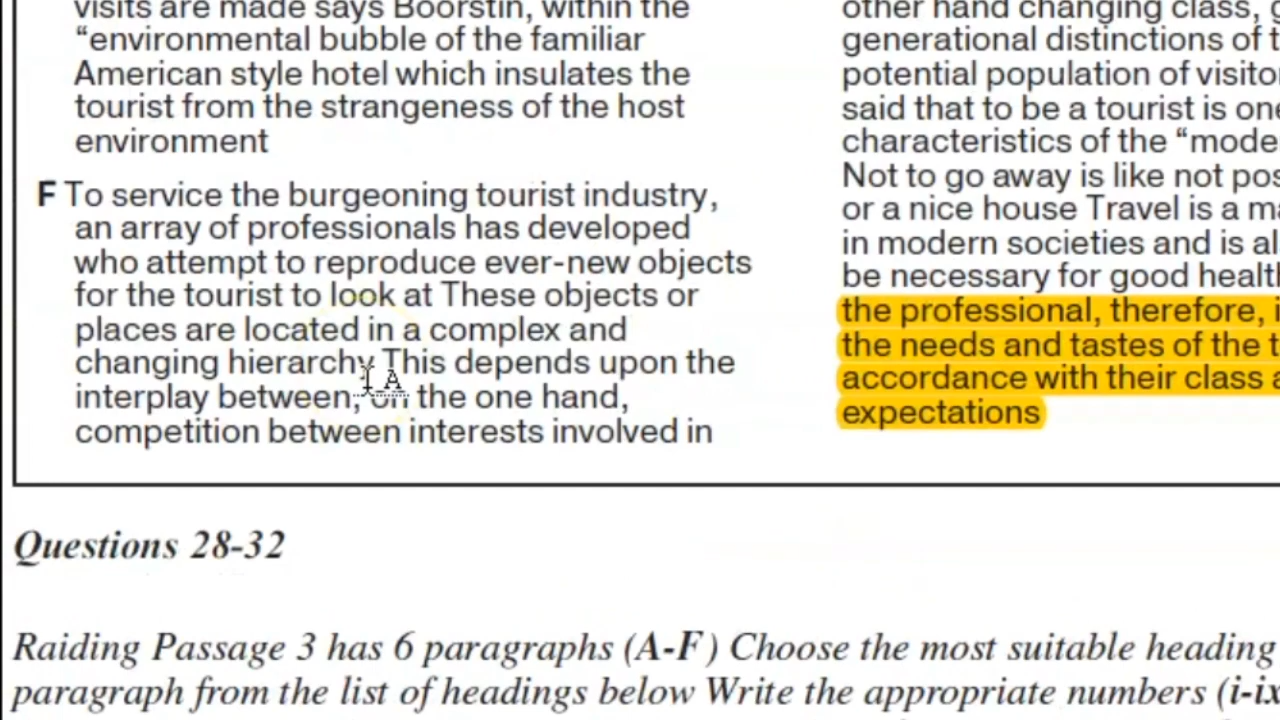 visits are made says Boorstin, within the
“environmental bubble of the familiar
American style hotel which insulates the
tourist from the strangeness of the host
environment
F To service the burgeoning tourist industry,
an array of professionals has developed
who attempt to reproduce ever-new objects
for the tourist to look at These objects or
places are located in a complex and
changing hierarchy This depends upon the
interplay between, on the one hand,
competition between interests involved in
other hand changing class,
generational distinctions of
potential population of
said that to be a tourist is
characteristics of the
Not to go away is like not
or a nice house Travel is a
in modern societies and is
be necessary for good
the professional, therefore,
the needs and tastes of the
accordance with their class
expectations
Questions 28-32
Raiding Passage 3 has 6 paragraphs (A-F) Choose the most suitable heading
paragraph from the list of headings below Write the appropriate numbers (i-ix